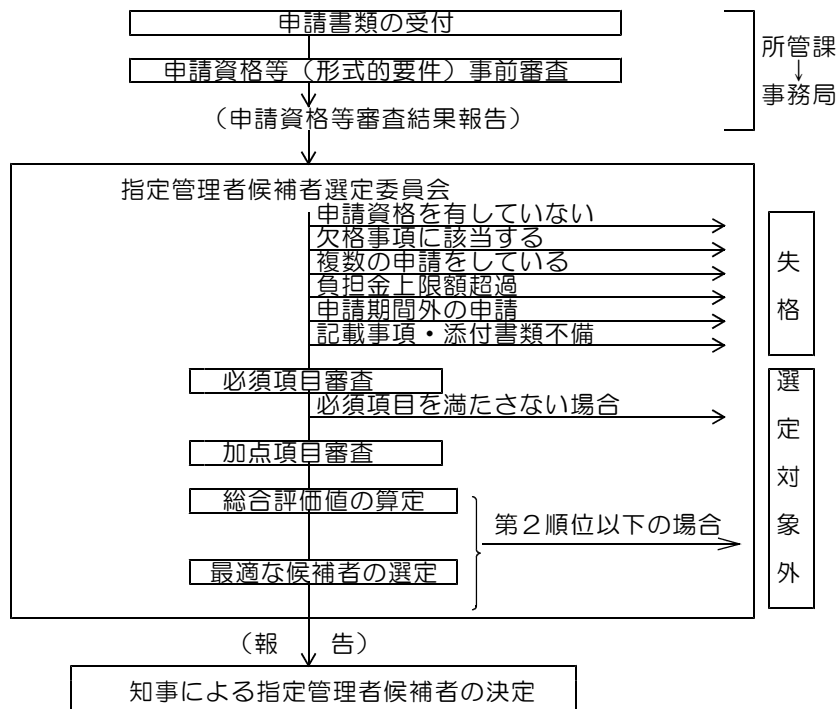 申請書類の受付
申請資格等（形式的要件）事前審査
（申請資格等審査結果報告）
所管課
↓
事務局
指定管理者候補者選定委員会
申請資格を有していない
欠格事項に該当する
複数の申請をしている
負担金上限額超過
申請期間外の申請
記載事項・添付書類不備
失格
必須項目審査
必須項目を満たさない場合
加点項目審査
総合評価値の算定
第２順位以下の場合
最適な候補者の選定
選定対象外
（報　告）
知事による指定管理者候補者の決定